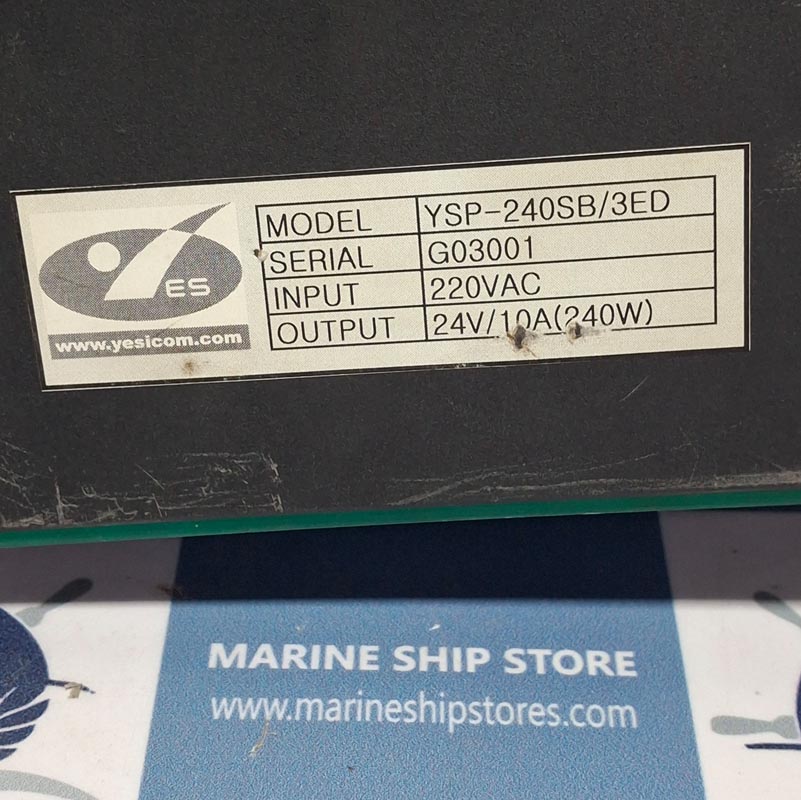 YES
www.yesicom.com
MODEL YSP-240SB/3ED
SERIAL G03001
INPUT 220VAC
OUTPUT 24V/10A(240W)
MARINE SHIP STORE
www.marineshipstores.com